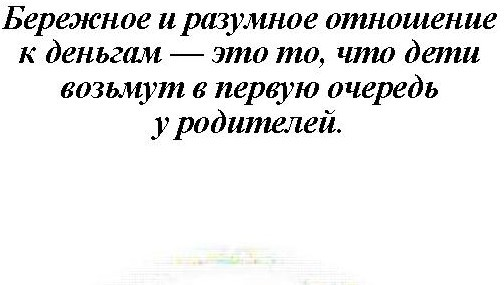 Бережное и разумное отношение
к деньгам — это то, что дети
возьмут в первую очередь
у родителей.